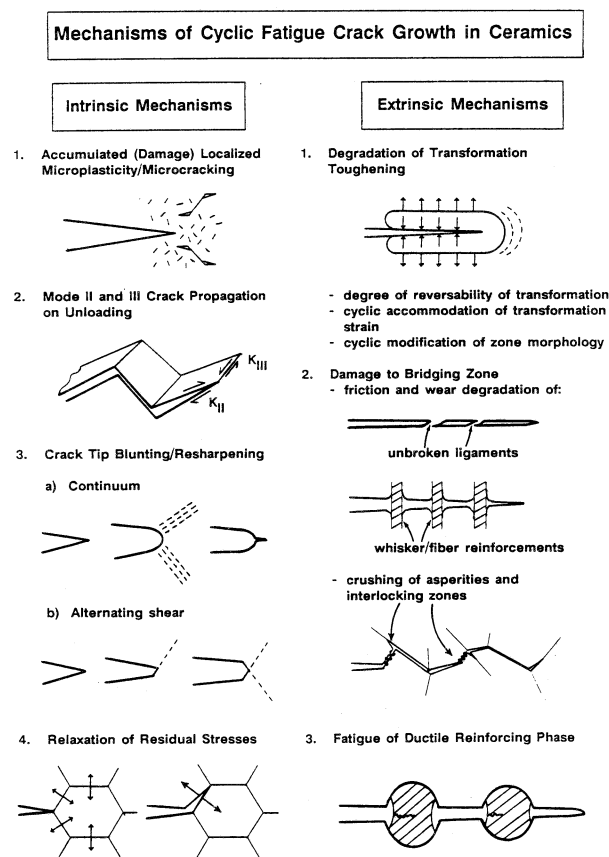 Mechanisms of Cyclic Fatigue Crack Growth in Ceramics
Intrinsic Mechanisms
1. Accumulated (Damage) Localized
Microplasticity/Microcracking
2. Mode II and III Crack Propagation
on Unloading
KIII
KII
3. Crack Tip Blunting/Resharpening
a) Continuum
b) Alternating shear
4. Relaxation of Residual Stresses
Extrinsic Mechanisms
1. Degradation of Transformation
Toughening
- degree of reversability of transformation
- cyclic accommodation of transformation
strain
- cyclic modification of zone morphology
2. Damage to Bridging Zone
- friction and wear degradation of:
unbroken ligaments
whisker/fiber reinforcements
- crushing of asperities and
interlocking zones
3. Fatigue of Ductile Reinforcing Phase